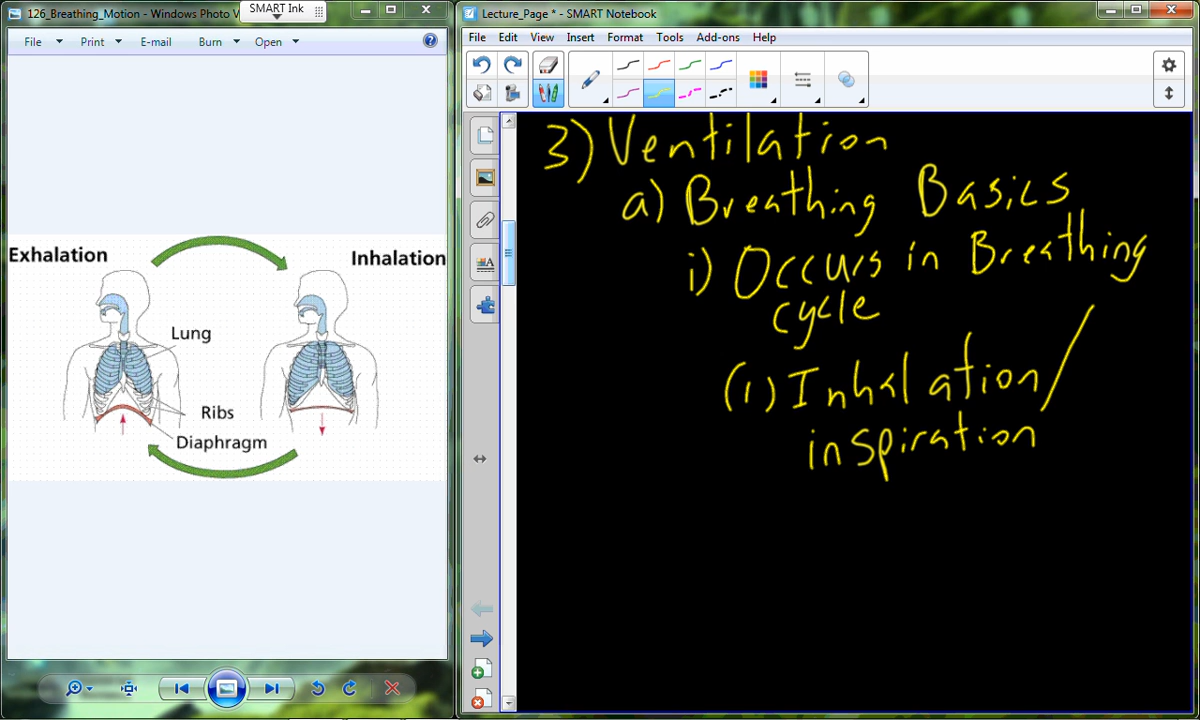 126_Breathing_Motion - Windows Photo V
SMART Ink
File Print E-mail Burn Open
Exhalation
Inhalation
Lung
Ribs
Diaphragm
Lecture_Page * - SMART Notebook
File Edit View Insert Format Tools Add-ons Help
3) Ventilation
a) Breathing Basics
i) Occurs in Breathing
cycle
(1) Inhalation/
inspiration